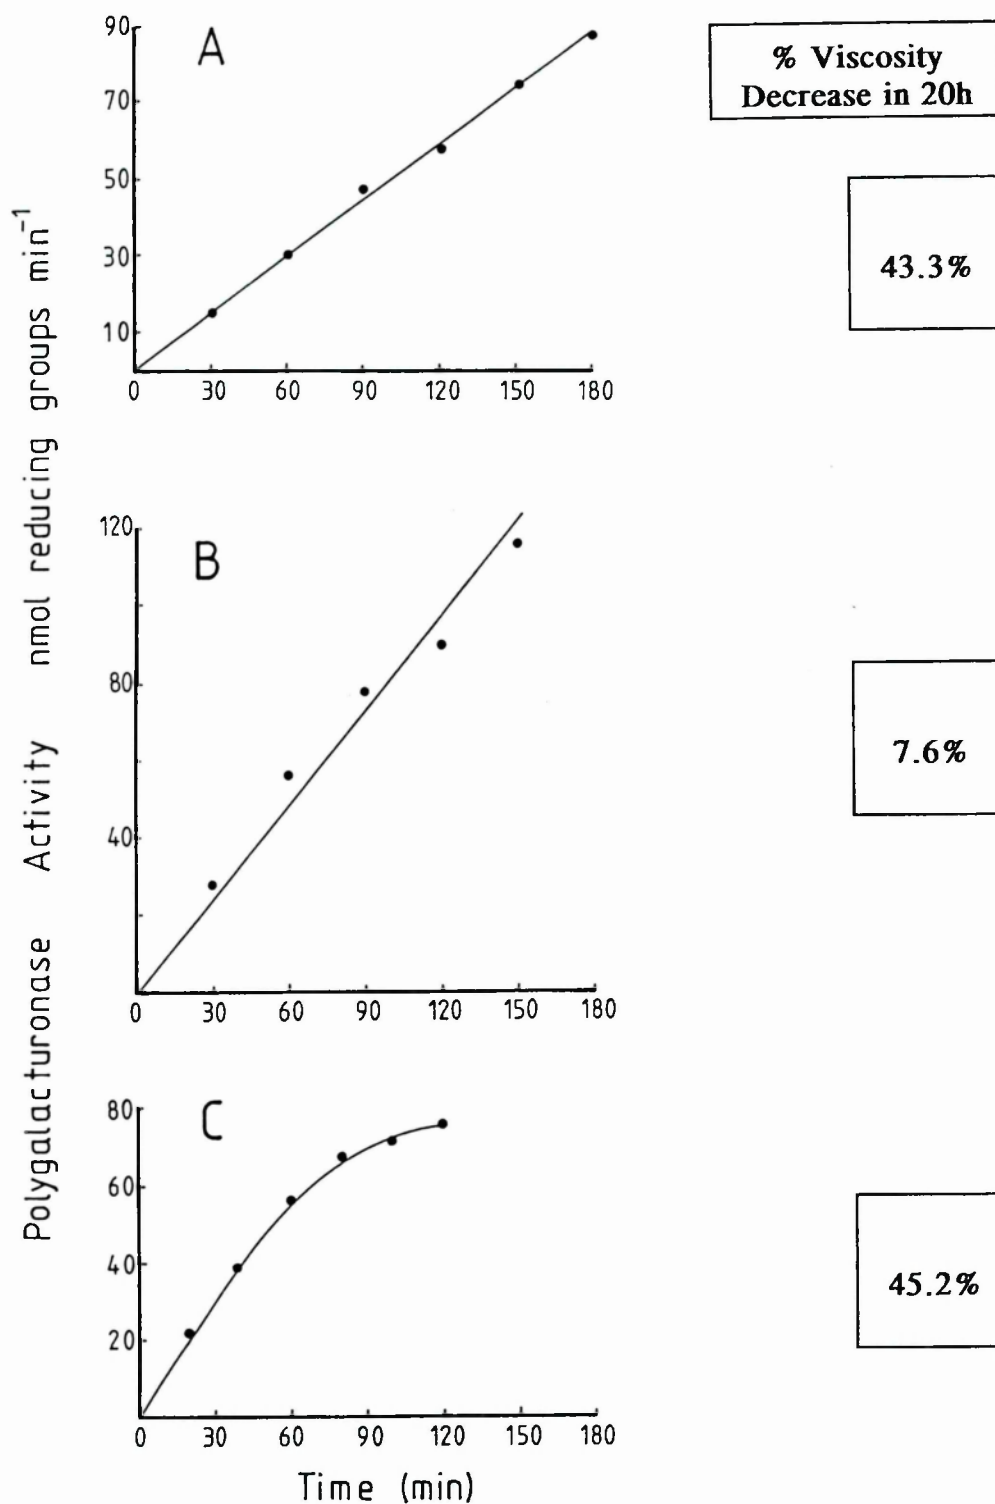 % Viscosity
Decrease in 20h
Polygalacturonase Activity nmol reducing groups min⁻¹
A
90
70
50
30
10
0 30 60 90 120 150 180
43.3%
B
120
80
40
0 30 60 90 120 150 180
7.6%
C
80
60
40
20
0 30 60 90 120 150 180
45.2%
Time (min)